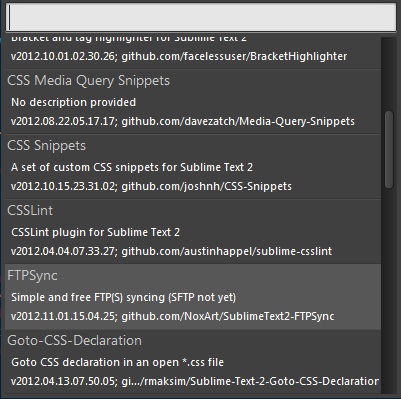 Bracket and tag highlighter for Sublime Text 2
v2012.10.01.02.30.26; github.com/facelessuser/BracketHighlighter
CSS Media Query Snippets
No description provided
v2012.08.22.05.17.17; github.com/davezatch/Media-Query-Snippets
CSS Snippets
A set of custom CSS snippets for Sublime Text 2
v2012.10.15.23.31.02; github.com/joshnh/CSS-Snippets
CSSLint
CSSLint plugin for Sublime Text 2
v2012.04.04.07.33.27; github.com/austinhappel/sublime-csslint
FTPSync
Simple and free FTP(S) syncing (SFTP not yet)
v2012.11.01.15.04.25; github.com/NoxArt/SublimeText2-FTPSync
Goto-CSS-Declaration
Goto CSS declaration in an open *.css file
v2012.04.13.07.50.05; gi.../rmaksim/Sublime-Text-2-Goto-CSS-Declaration